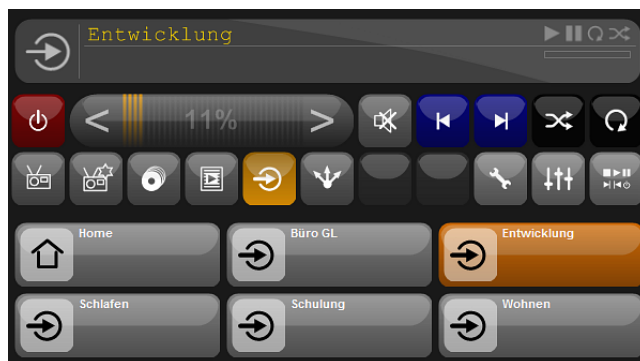 Entwicklung
11%
Home
Büro GL
Entwicklung
Schlafen
Schulung
Wohnen